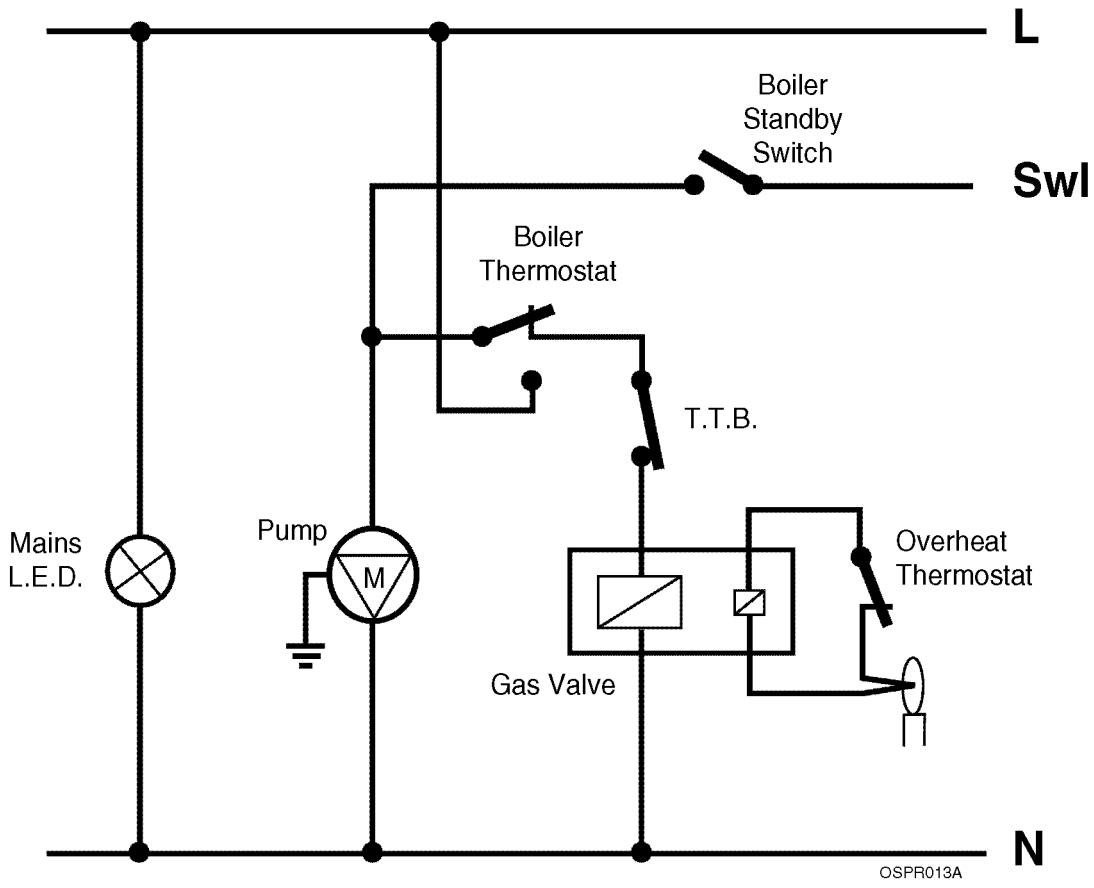 L
Boiler
Standby
Switch
Swl
Boiler
Thermostat
T.T.B.
Mains
L.E.D.
Pump
M
Overheat
Thermostat
Gas Valve
N
OSPR013A